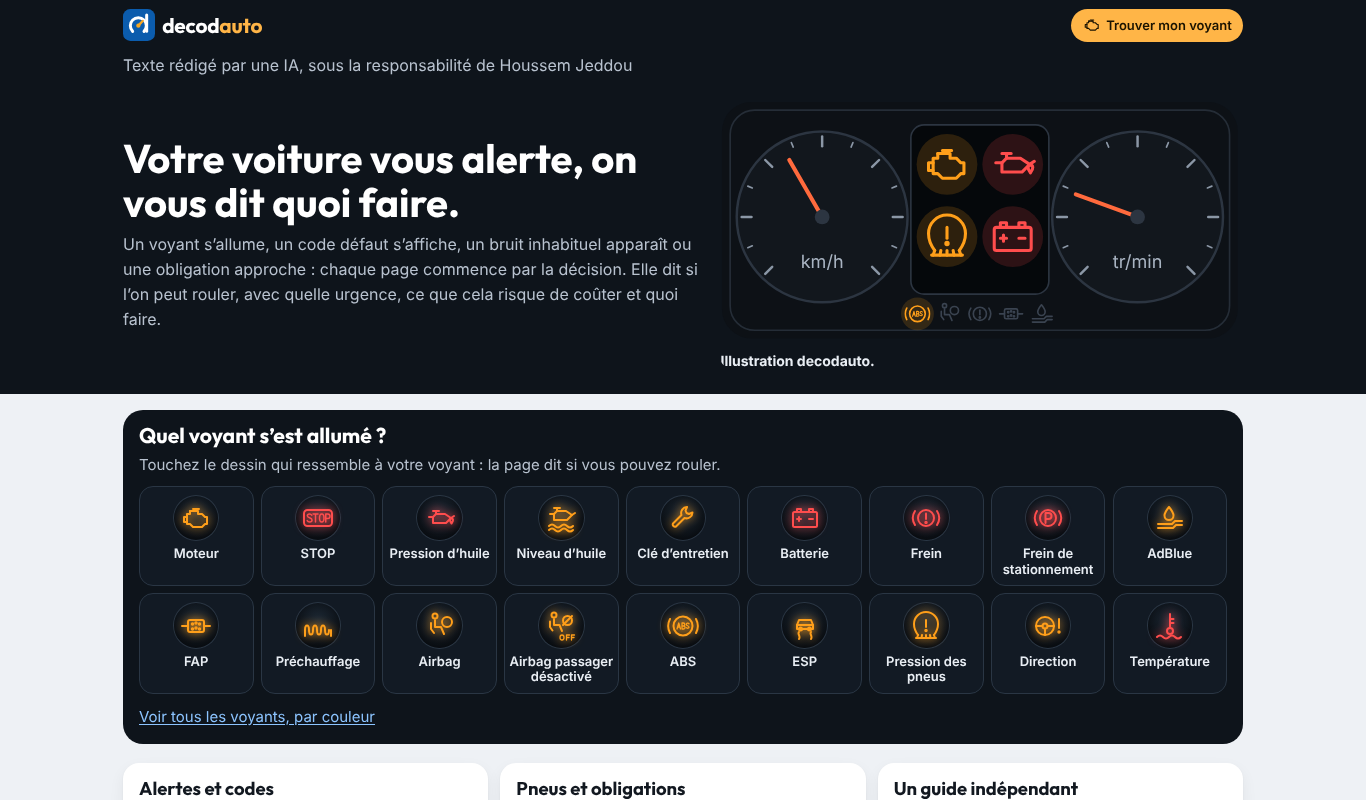 decodauto
Trouver mon voyant
Texte rédigé par une IA, sous la responsabilité de Houssem Jeddou
Votre voiture vous alerte, on
vous dit quoi faire.
Un voyant s’allume, un code défaut s’affiche, un bruit inhabituel apparaît ou
une obligation approche : chaque page commence par la décision. Elle dit si
l’on peut rouler, avec quelle urgence, ce que cela risque de coûter et quoi
faire.
km/h
tr/min
ABS
Illustration decodauto.
Quel voyant s’est allumé ?
Touchez le dessin qui ressemble à votre voyant : la page dit si vous pouvez rouler.
STOP
P
Moteur
STOP
Pression d’huile
Niveau d’huile
Clé d’entretien
Batterie
Frein
Frein de
stationnement
AdBlue
OFF
ABS
FAP
Préchauffage
Airbag
Airbag passager
désactivé
ABS
ESP
Pression des
pneus
Direction
Température
Voir tous les voyants, par couleur
Alertes et codes
Pneus et obligations
Un guide indépendant